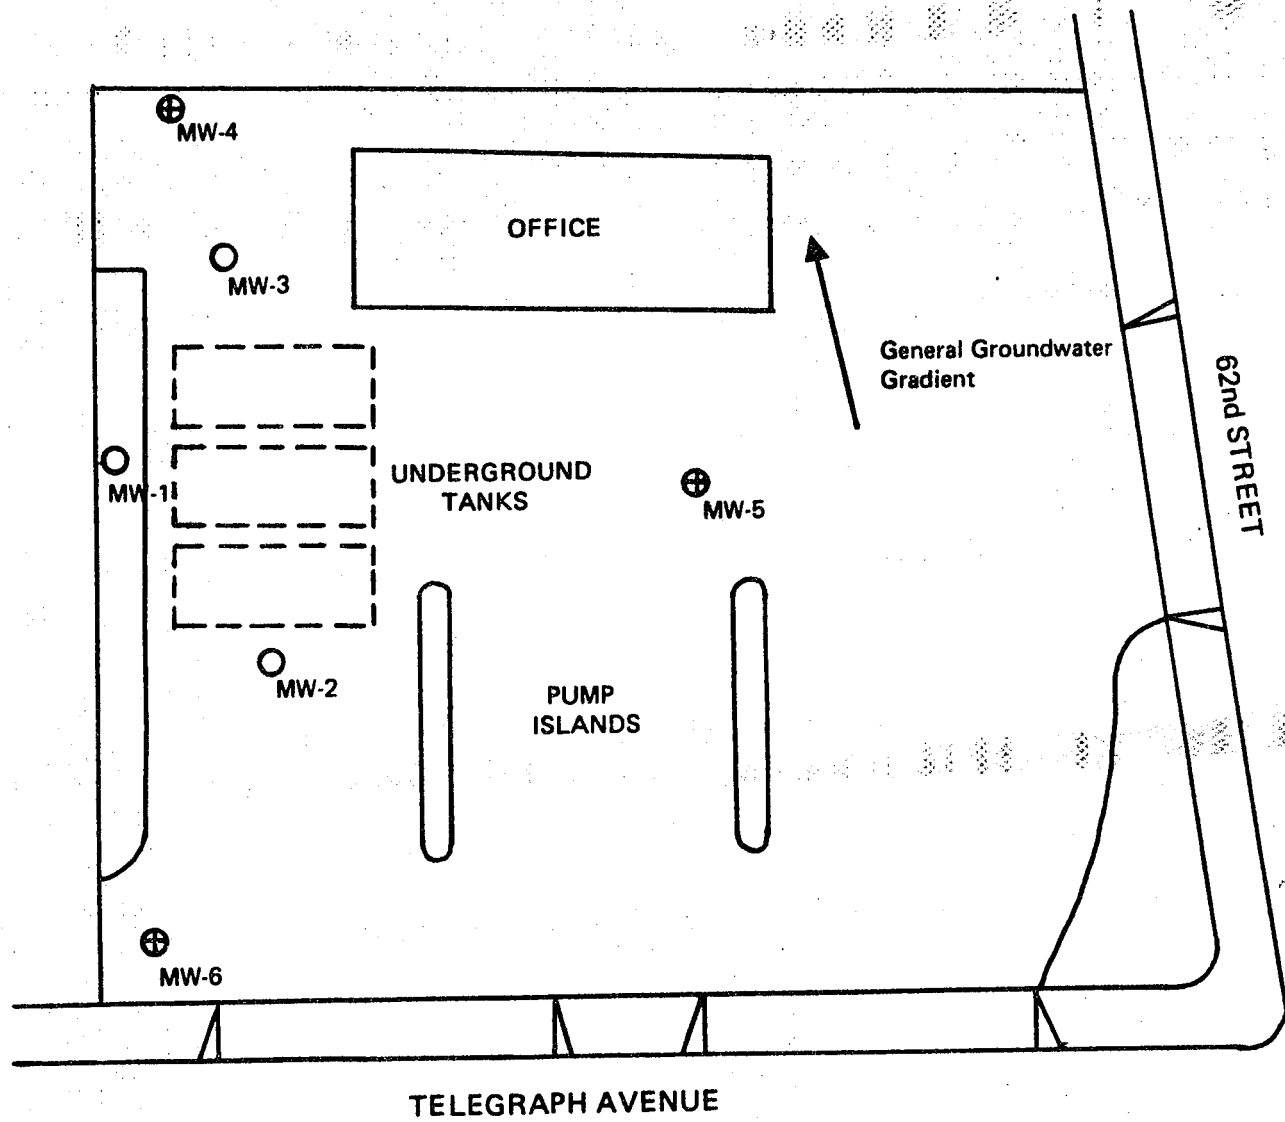 MW-4
OFFICE
MW-3
General Groundwater
Gradient
62nd STREET
MW-1
UNDERGROUND
TANKS
MW-5
MW-2
PUMP
ISLANDS
MW-6
TELEGRAPH AVENUE